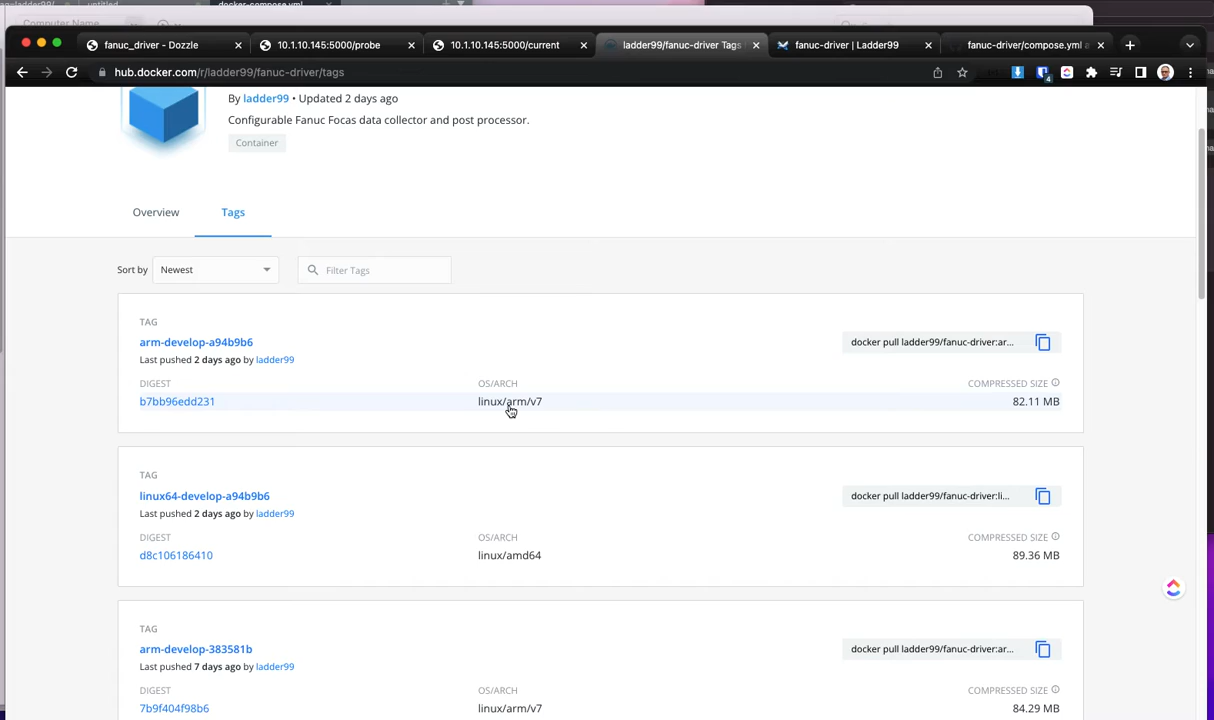 docker-compose.yml
untitled
Computer Name
fanuc_driver - Dozzle
10.1.10.145:5000/probe
10.1.10.145:5000/current
ladder99/fanuc-driver Tags
fanuc-driver | Ladder99
fanuc-driver/compose.yml a
hub.docker.com/r/ladder99/fanuc-driver/tags
4
By ladder99 • Updated 2 days ago
Configurable Fanuc Focas data collector and post processor.
Container
Overview
Tags
Sort by
Newest
Filter Tags
TAG
arm-develop-a94b9b6
docker pull ladder99/fanuc-driver:ar...
Last pushed 2 days ago by ladder99
DIGEST
OS/ARCH
COMPRESSED SIZE
b7bb96edd231
linux/arm/v7
82.11 MB
TAG
linux64-develop-a94b9b6
docker pull ladder99/fanuc-driver:li...
Last pushed 2 days ago by ladder99
DIGEST
OS/ARCH
COMPRESSED SIZE
d8c106186410
linux/amd64
89.36 MB
TAG
arm-develop-383581b
docker pull ladder99/fanuc-driver:ar...
Last pushed 7 days ago by ladder99
DIGEST
OS/ARCH
COMPRESSED SIZE
7b9f404f98b6
linux/arm/v7
84.29 MB